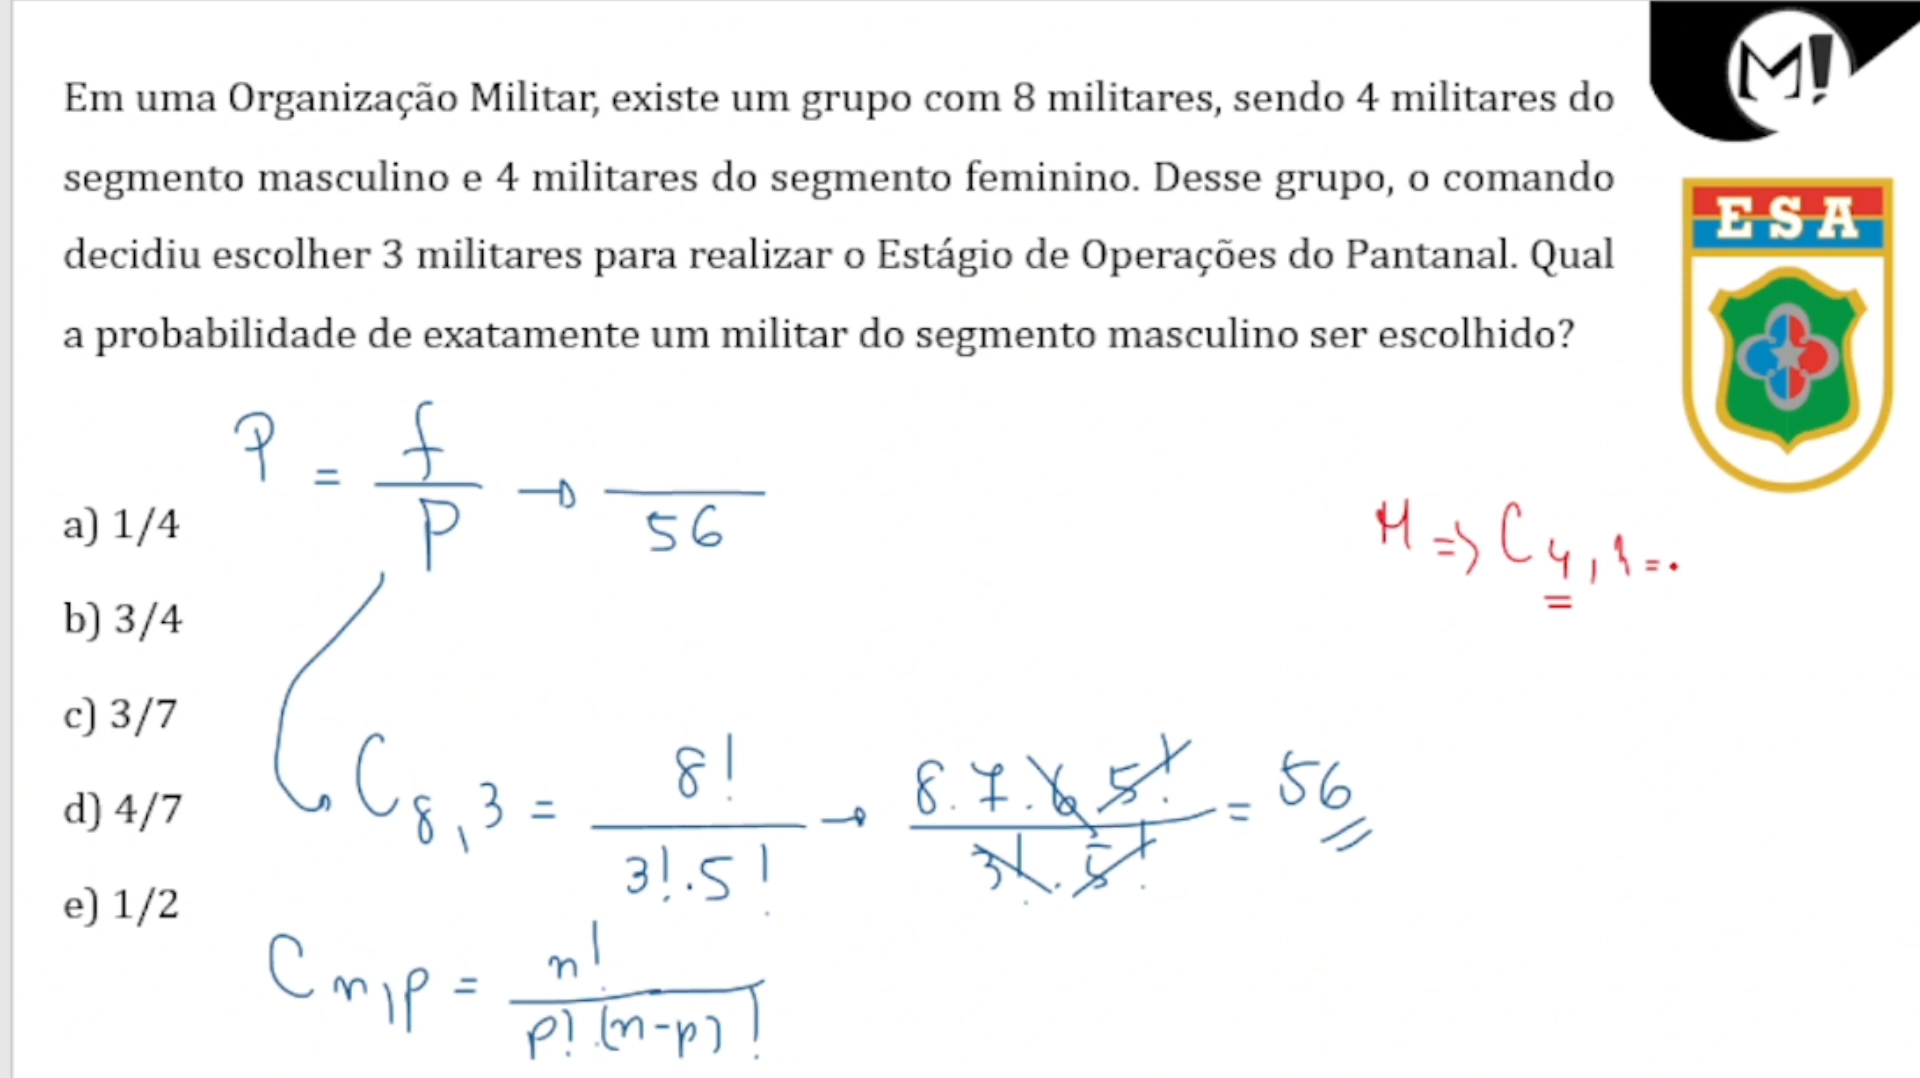 M!
Em uma Organização Militar, existe um grupo com 8 militares, sendo 4 militares do
segmento masculino e 4 militares do segmento feminino. Desse grupo, o comando
decidiu escolher 3 militares para realizar o Estágio de Operações do Pantanal. Qual
a probabilidade de exatamente um militar do segmento masculino ser escolhido?
ESA
P = f/P → /56
M => C4,1 = .
a) 1/4
b) 3/4
c) 3/7
d) 4/7
e) 1/2
C8,3 = 8!/3!.5! → 8.7.6.5!/3!.5! = 56
Cn,p = n!/p!.(n-p)!